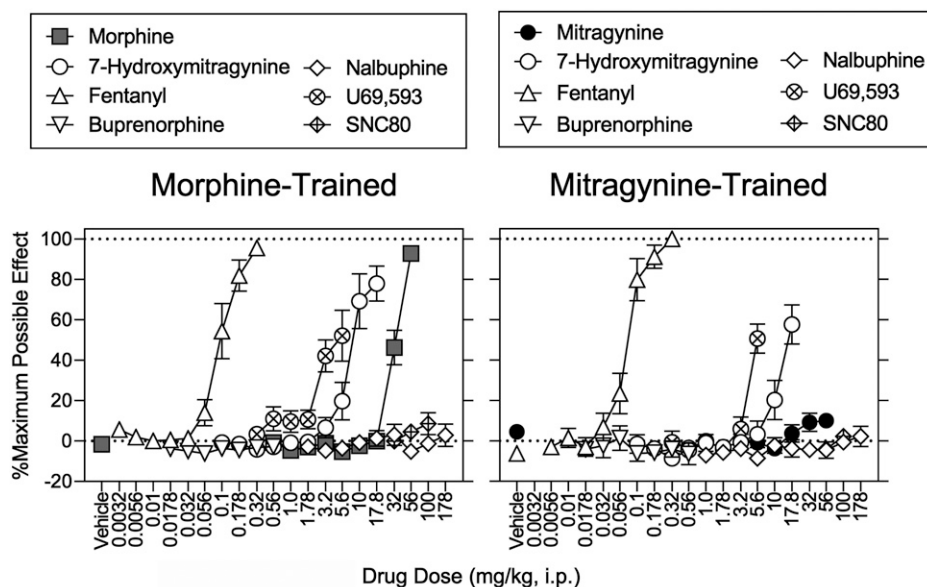 Morphine
7-Hydroxymitragynine
Fentanyl
Buprenorphine
Nalbuphine
U69,593
SNC80
Mitragynine
7-Hydroxymitragynine
Fentanyl
Buprenorphine
Nalbuphine
U69,593
SNC80
Morphine-Trained
Mitragynine-Trained
%Maximum Possible Effect
100
80
60
40
20
0
-20
Vehicle
0.0032
0.0056
0.01
0.0178
0.032
0.056
0.1
0.178
0.32
0.56
1.0
1.78
3.2
5.6
10
17.8
32
56
100
178
Vehicle
0.0032
0.0056
0.01
0.0178
0.032
0.056
0.1
0.178
0.32
0.56
1.0
1.78
3.2
5.6
10
17.8
32
56
100
178
Drug Dose (mg/kg, i.p.)